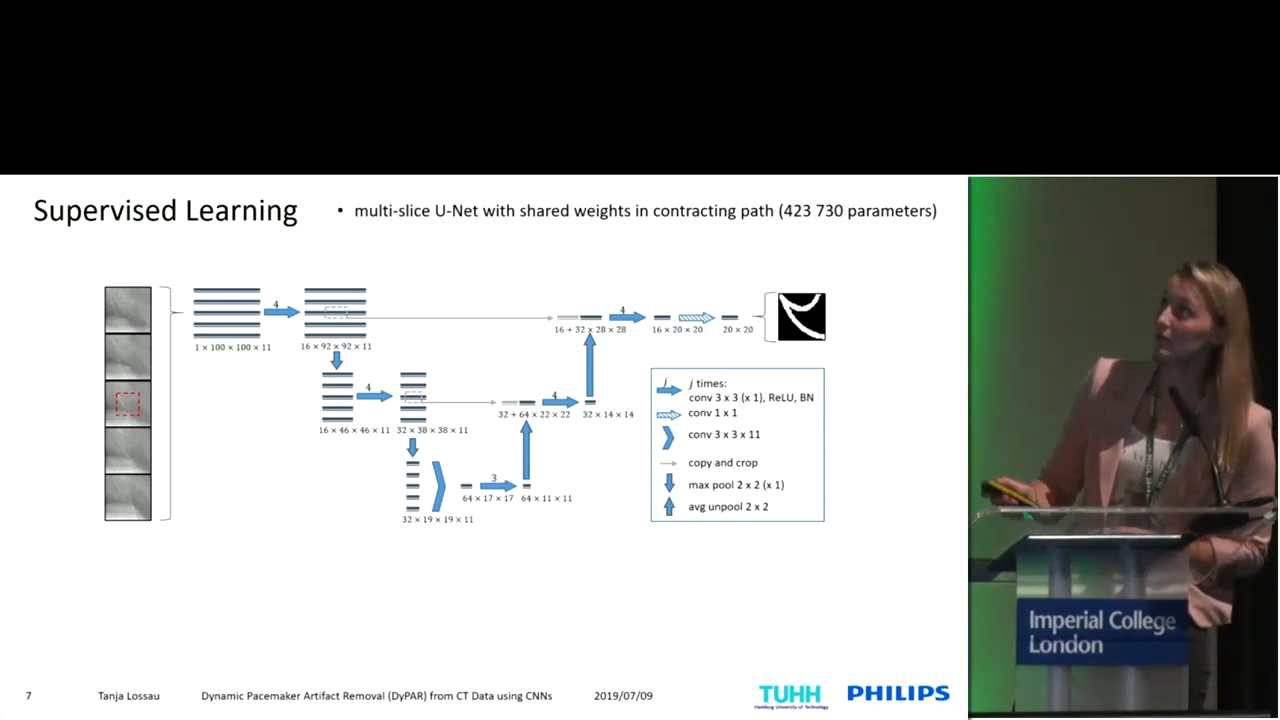 Supervised Learning
• multi-slice U-Net with shared weights in contracting path (423 730 parameters)
4
1 × 100 × 100 × 11
16 × 92 × 92 × 11
4
16 × 46 × 46 × 11
32 × 38 × 38 × 11
32 × 19 × 19 × 11
3
64 × 17 × 17
64 × 11 × 11
4
32 + 64 × 22 × 22
32 × 14 × 14
4
16 + 32 × 28 × 28
16 × 20 × 20
20 × 20
j
j times:
conv 3 x 3 (x 1), ReLU, BN
conv 1 x 1
conv 3 x 3 x 11
copy and crop
max pool 2 x 2 (x 1)
avg unpool 2 x 2
Imperial College
London
7
Tanja Lossau
Dynamic Pacemaker Artifact Removal (DyPAR) from CT Data using CNNs
2019/07/09
TUHH
Hamburg University of Technology
PHILIPS